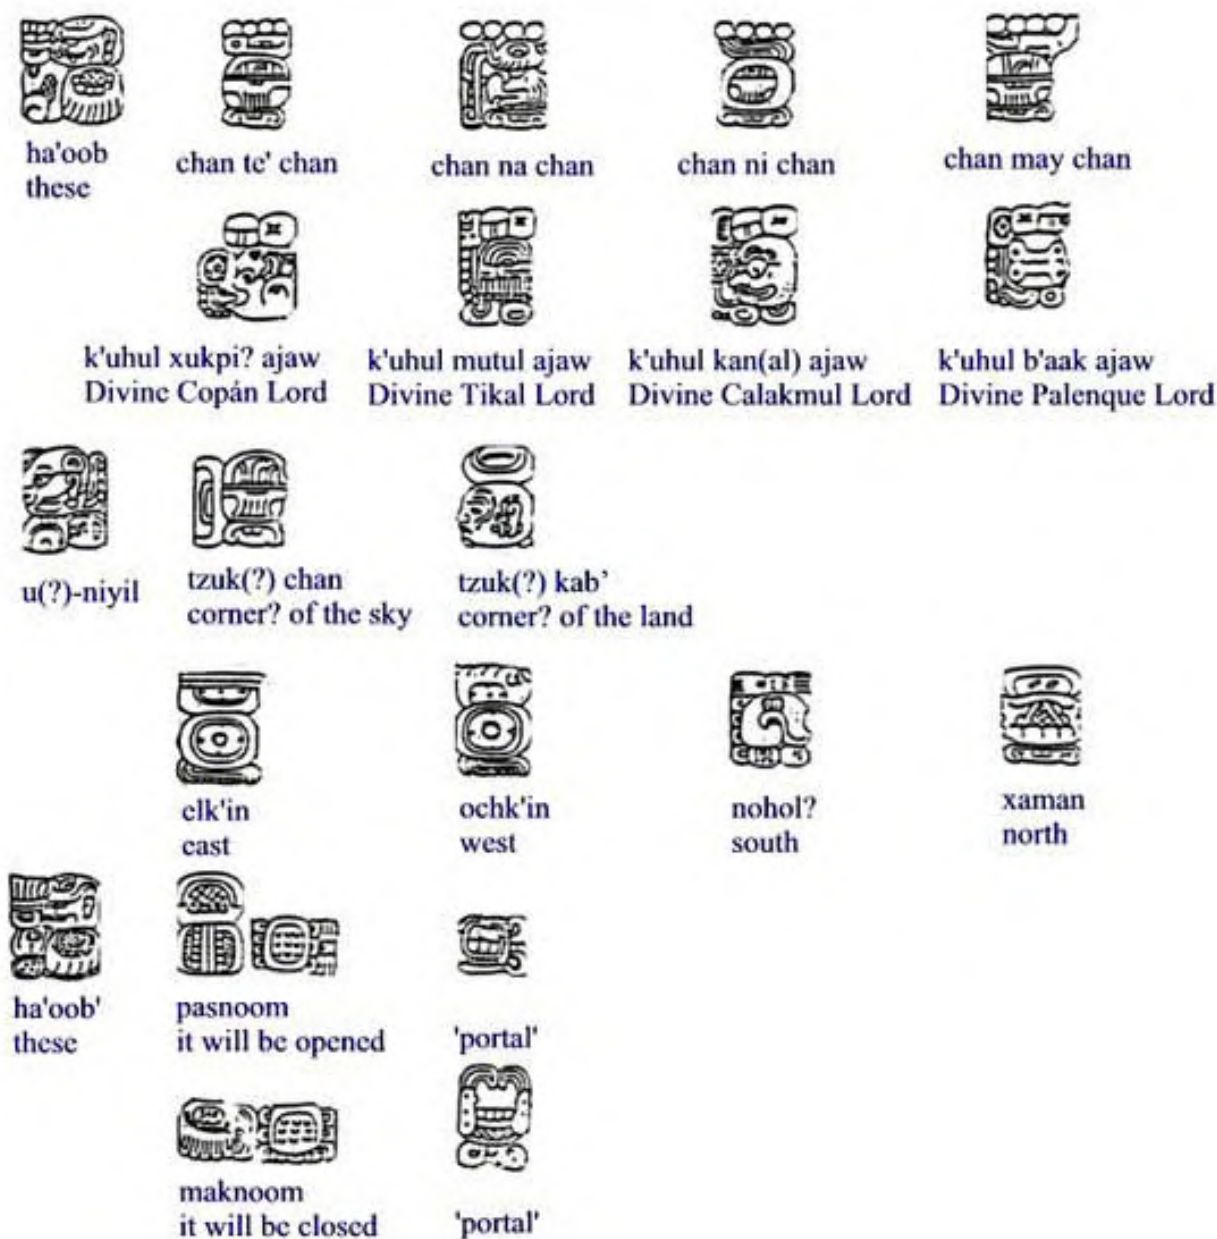 ha'oob
these
chan te' chan
chan na chan
chan ni chan
chan may chan
k'uhul xukpi? ajaw
Divine Copán Lord
k'uhul mutul ajaw
Divine Tikal Lord
k'uhul kan(al) ajaw
Divine Calakmul Lord
k'uhul b'aak ajaw
Divine Palenque Lord
u(?)-niyil
tzuk(?) chan
corner? of the sky
tzuk(?) kab’
corner? of the land
elk'in
east
ochk'in
west
nohol?
south
xaman
north
ha'oob'
these
pasnoom
it will be opened
'portal'
maknoom
it will be closed
'portal'